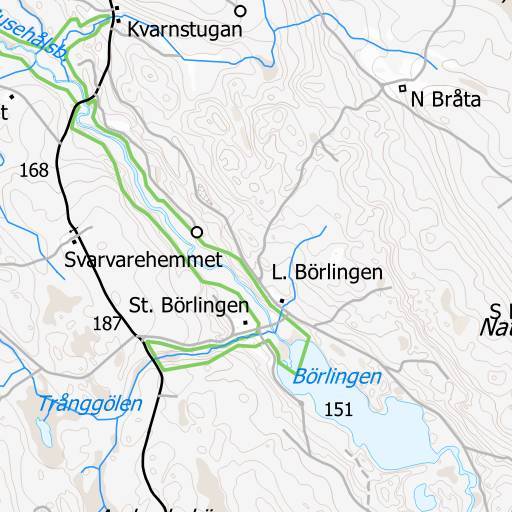 Kvarnstugan
N Bråta
168
Svarvarehemmet
L. Börlingen
St. Börlingen
187
Börlingen
Trånggölen
151